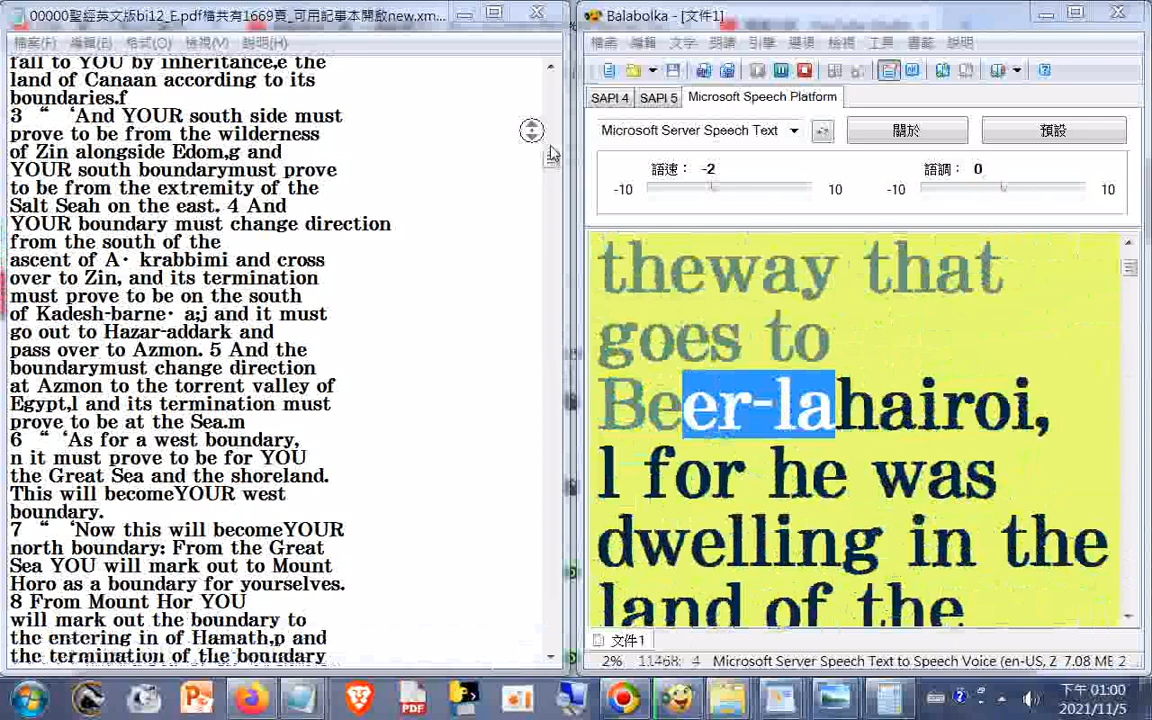 00000聖經英文版bi12_E.pdf檔共有1669頁_可用記事本開啟new.xm...
檔案(F) 編輯(E) 格式(O) 檢視(V) 說明(H)
fall to YOU by inheritance,e the
land of Canaan according to its
boundaries.f
3 “ ‘And YOUR south side must
prove to be from the wilderness
of Zin alongside Edom,g and
YOUR south boundarymust prove
to be from the extremity of the
Salt Seah on the east. 4 And
YOUR boundary must change direction
from the south of the
ascent of A· krabbimi and cross
over to Zin, and its termination
must prove to be on the south
of Kadesh-barne· a;j and it must
go out to Hazar-addark and
pass over to Azmon. 5 And the
boundarymust change direction
at Azmon to the torrent valley of
Egypt,l and its termination must
prove to be at the Sea.m
6 “ ‘As for a west boundary,
n it must prove to be for YOU
the Great Sea and the shoreland.
This will becomeYOUR west
boundary.
7 “ ‘Now this will becomeYOUR
north boundary: From the Great
Sea YOU will mark out to Mount
Horo as a boundary for yourselves.
8 From Mount Hor YOU
will mark out the boundary to
the entering in of Hamath,p and
the termination of the boundary
Balabolka - [文件1]
檔案 編輯 文字 朗讀 引擎 選項 檢視 工具 書籤 說明
SAPI 4 SAPI 5 Microsoft Speech Platform
Microsoft Server Speech Text 關於 預設
語速: -2 語調: 0
-10 10 -10 10
theway that
goes to
Beer-lahairoi,
l for he was
dwelling in the
land of the
文件1
2% 11468: 4 Microsoft Server Speech Text to Speech Voice (en-US, Z 7.08 MB 2
PDF
下午 01:00
2021/11/5